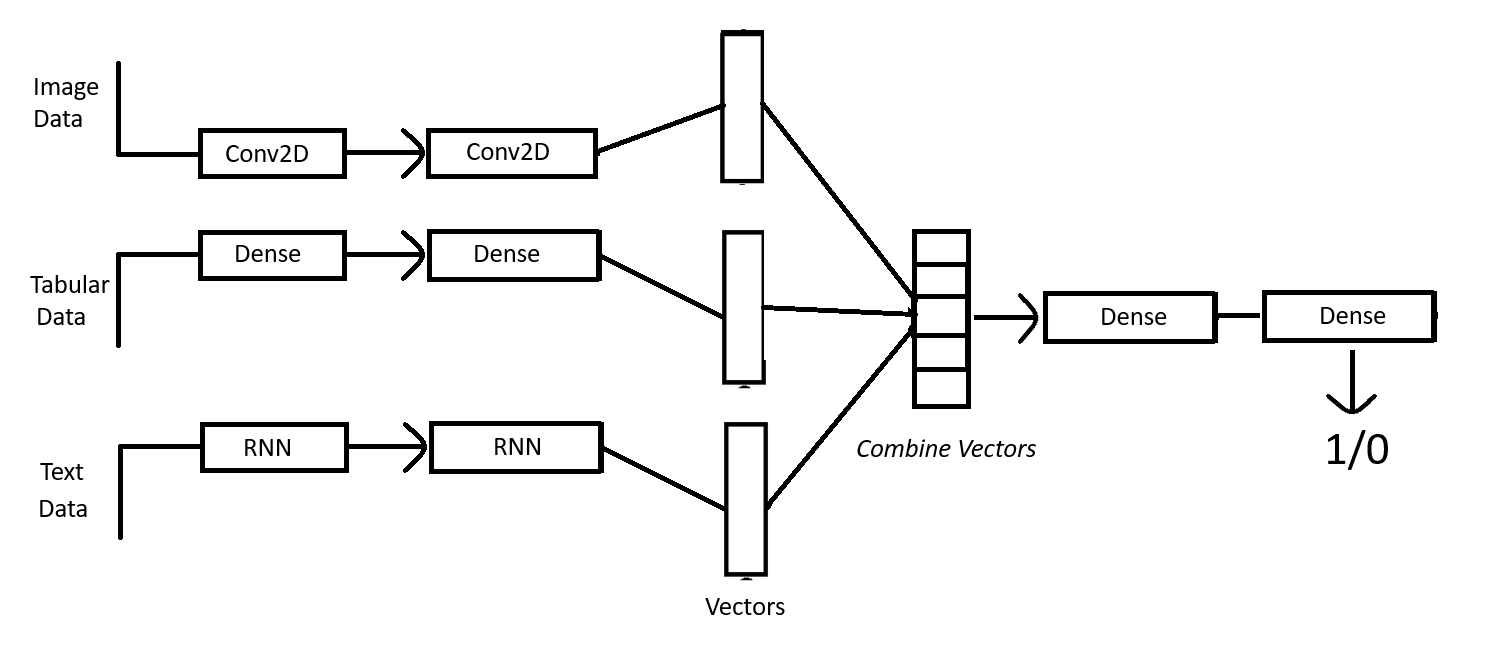 Image
Data
Conv2D
Conv2D
Tabular
Data
Dense
Dense
Text
Data
RNN
RNN
Vectors
Combine Vectors
Dense
Dense
1/0